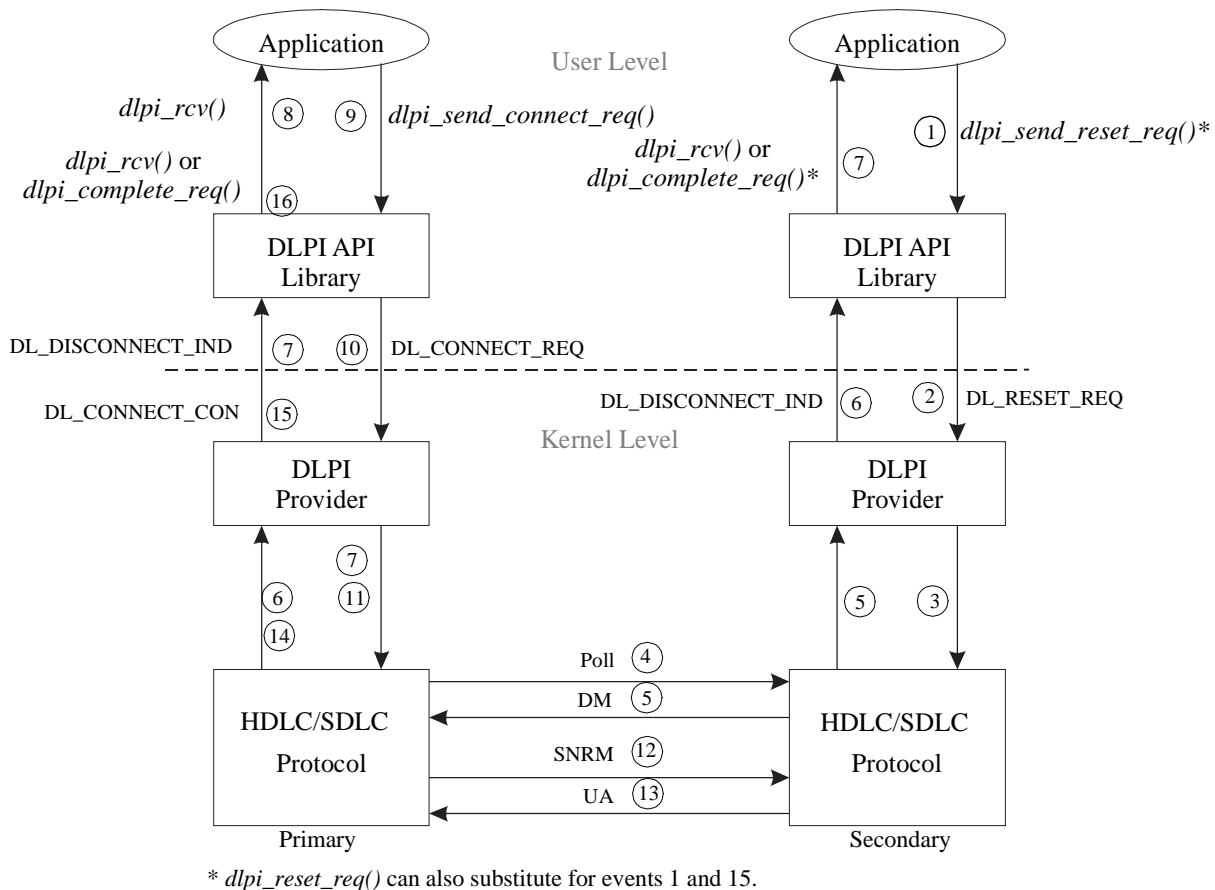 Application
Application
User Level
dlpi_rcv()
8
9
dlpi_send_connect_req()
1
dlpi_send_reset_req()*
dlpi_rcv() or
dlpi_complete_req()
16
dlpi_rcv() or
dlpi_complete_req()*
7
DLPI API
Library
DLPI API
Library
DL_DISCONNECT_IND
7
10
DL_CONNECT_REQ
DL_CONNECT_CON
15
DL_DISCONNECT_IND
6
2
DL_RESET_REQ
Kernel Level
DLPI
Provider
DLPI
Provider
7
6
11
14
5
3
Poll
4
DM
5
SNRM
12
UA
13
HDLC/SDLC
Protocol
HDLC/SDLC
Protocol
Primary
Secondary
* dlpi_reset_req() can also substitute for events 1 and 15.